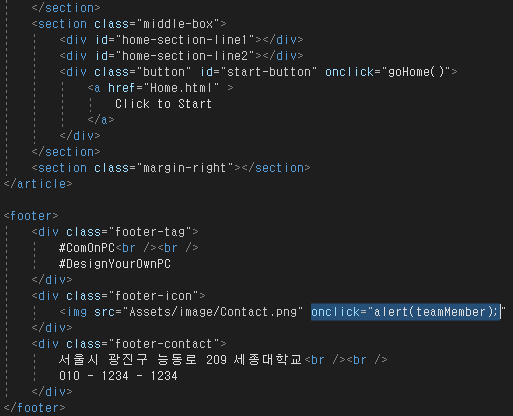 </section>
<section class="middle-box">
<div id="home-section-line1"></div>
<div id="home-section-line2"></div>
<div class="button" id="start-button" onclick="goHome()">
<a href="Home.html" >
Click to Start
</a>
</div>
</section>
<section class="margin-right"></section>
</article>
<footer>
<div class="footer-tag">
#ComOnPC<br /><br />
#DesignYourOwnPC
</div>
<div class="footer-icon">
<img src="Assets/image/Contact.png" onclick="alert(teamMember);"
</div>
<div class="footer-contact">
서울시 광진구 능동로 209 세종대학교<br /><br />
010 - 1234 - 1234
</div>
</footer>